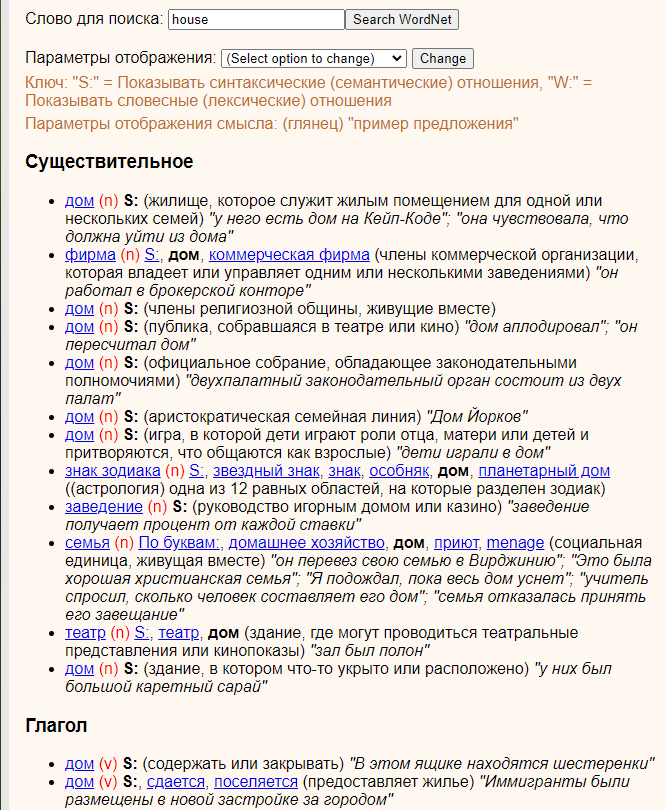 Слово для поиска: house Search WordNet
Параметры отображения: (Select option to change) Change
Ключ: "S:" = Показывать синтаксические (семантические) отношения, "W:" =
Показывать словесные (лексические) отношения
Параметры отображения смысла: (глянец) "пример предложения"
Существительное
• дом (n) S: (жилище, которое служит жилым помещением для одной или
нескольких семей) "у него есть дом на Кейп-Коде"; "она чувствовала, что
должна уйти из дома"
• фирма (n) S:, дом, коммерческая фирма (члены коммерческой организации,
которая владеет или управляет одним или несколькими заведениями) "он
работал в брокерской конторе"
• дом (n) S: (члены религиозной общины, живущие вместе)
• дом (n) S: (публика, собравшаяся в театре или кино) "дом аплодировал"; "он
пересчитал дом"
• дом (n) S: (официальное собрание, обладающее законодательными
полномочиями) "двухпалатный законодательный орган состоит из двух
палат"
• дом (n) S: (аристократическая семейная линия) "Дом Йорков"
• дом (n) S: (игра, в которой дети играют роли отца, матери или детей и
притворяются, что общаются как взрослые) "дети играли в дом"
• знак зодиака (n) S:, звездный знак, знак, особняк, дом, планетарный дом
((астрология) одна из 12 равных областей, на которые разделен зодиак)
• заведение (n) S: (руководство игорным домом или казино) "заведение
получает процент от каждой ставки"
• семья (n) По буквам:, домашнее хозяйство, дом, приют, menage (социальная
единица, живущая вместе) "он перевез свою семью в Вирджинию"; "Это была
хорошая христианская семья"; "Я подождал, пока весь дом уснет"; "учитель
спросил, сколько человек составляет его дом"; "семья отказалась принять
его завещание"
• театр (n) S:, театр, дом (здание, где могут проводиться театральные
представления или кинопоказы) "зал был полон"
• дом (n) S: (здание, в котором что-то укрыто или расположено) "у них был
большой каретный сарай"
Глагол
• дом (v) S: (содержать или закрывать) "В этом ящике находятся шестеренки"
• дом (v) S:, сдается, поселяется (предоставляет жилье) "Иммигранты были
размещены в новой застройке за городом"